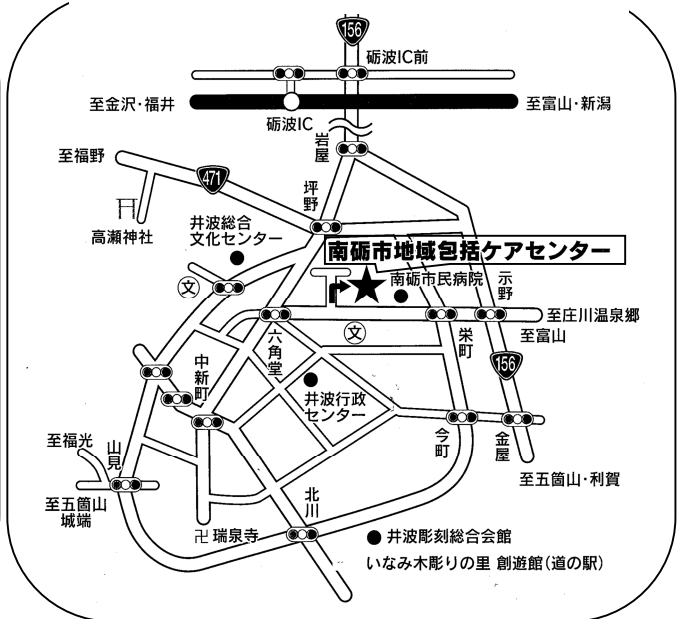 156
砺波IC前
至金沢・福井
至富山・新潟
砺波IC
岩屋
至福野
471
坪野
高瀬神社
井波総合
文化センター
南砺市地域包括ケアセンター
南砺市民病院
示野
文
至庄川温泉郷
至富山
栄町
六角堂
文
中新町
156
井波行政
センター
今町
金屋
至福光
山見
至五箇山
城端
至五箇山・利賀
北川
卍瑞泉寺
井波彫刻総合会館
いなみ木彫りの里 創遊館(道の駅)